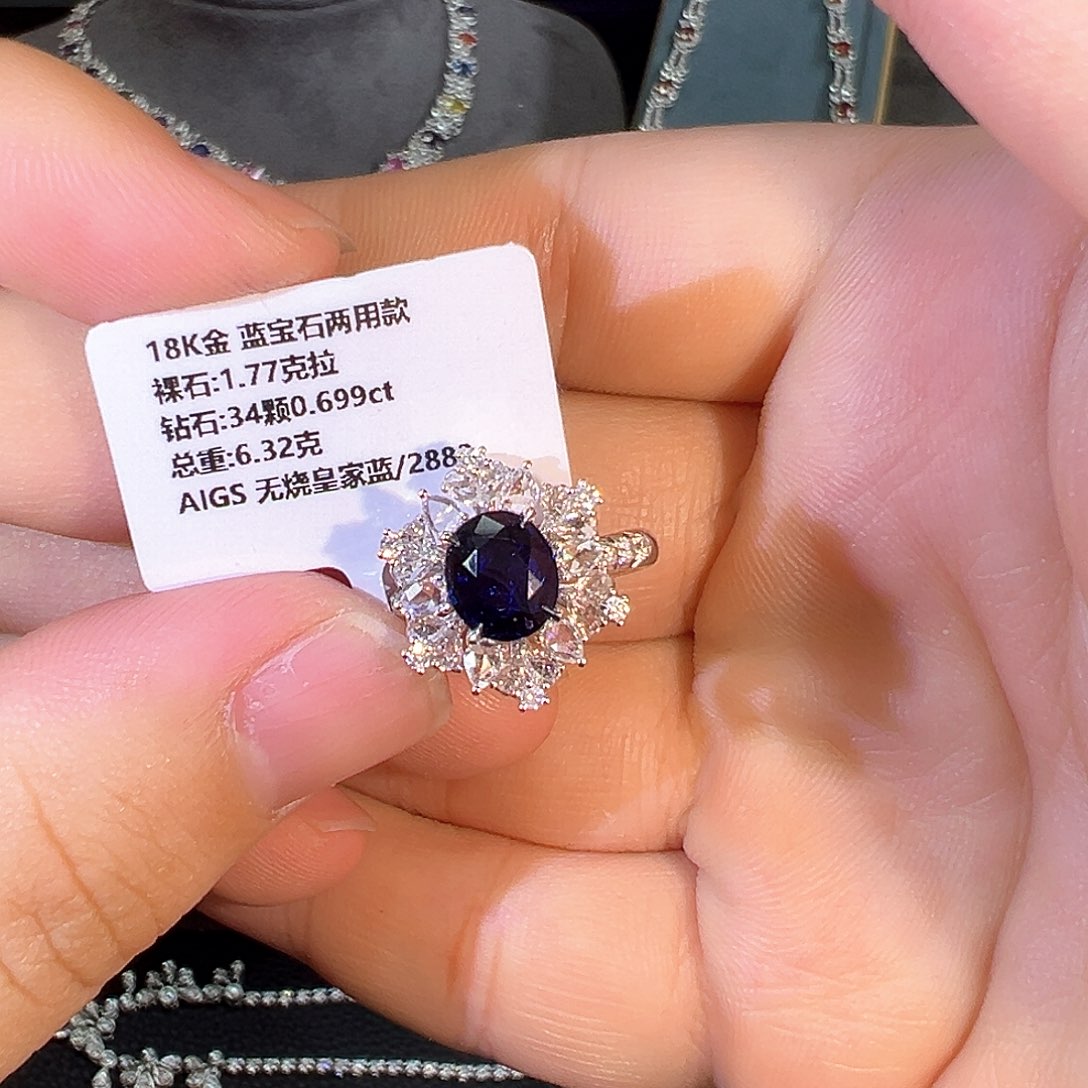 18K金 蓝宝石两用款
裸石:1.77克拉
钻石:34颗0.699ct
总重:6.32克
AIGS 无烧皇家蓝/288